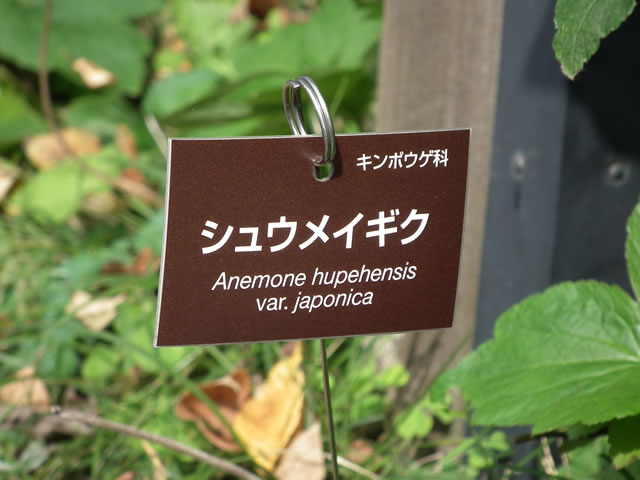 キンポウゲ科
シュウメイギク
Anemone hupehensis
var. japonica